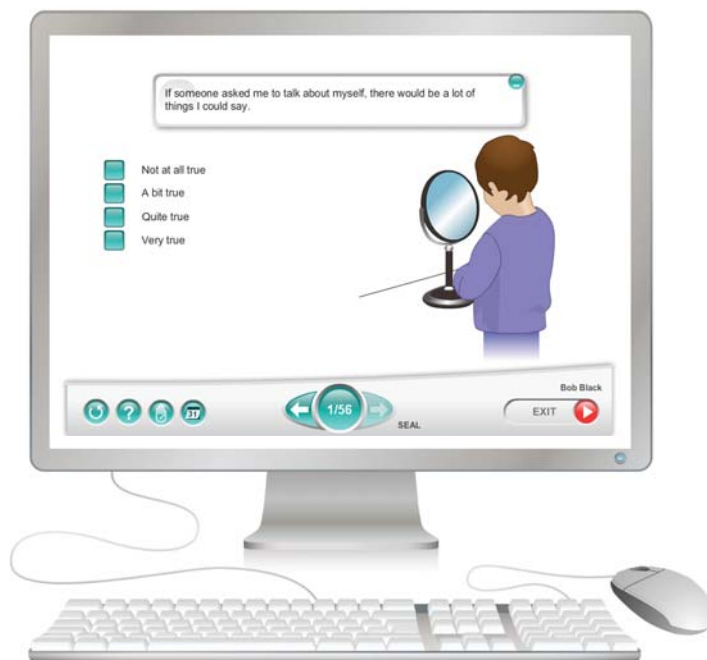 If someone asked me to talk about myself, there would be a lot of
things I could say.
Not at all true
A bit true
Quite true
Very true
Bob Black
?
31
1/56
EXIT
SEAL